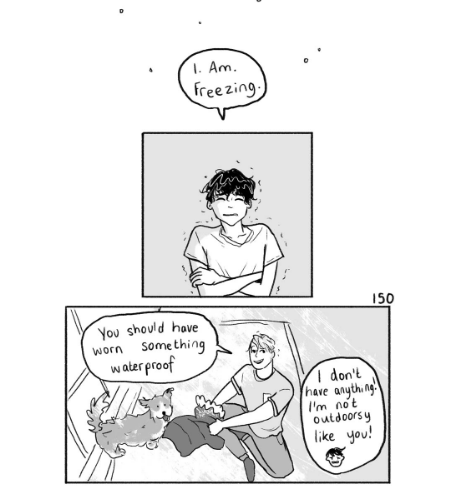 I. Am.
Freezing.
150
You should have
worn something
waterproof
I don't
have anything!
I'm not
outdoorsy
like you!